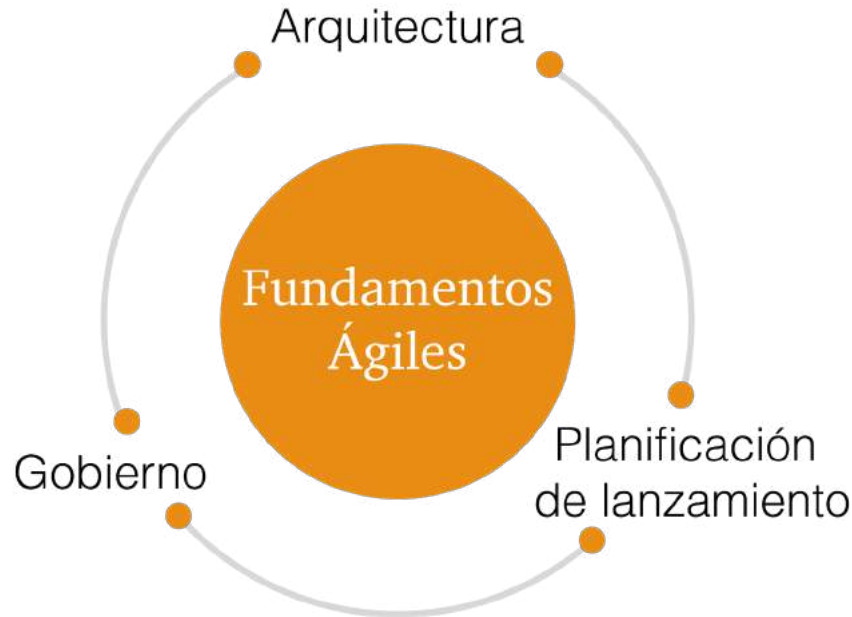 Arquitectura
Fundamentos
Ágiles
Gobierno
Planificación
de lanzamiento